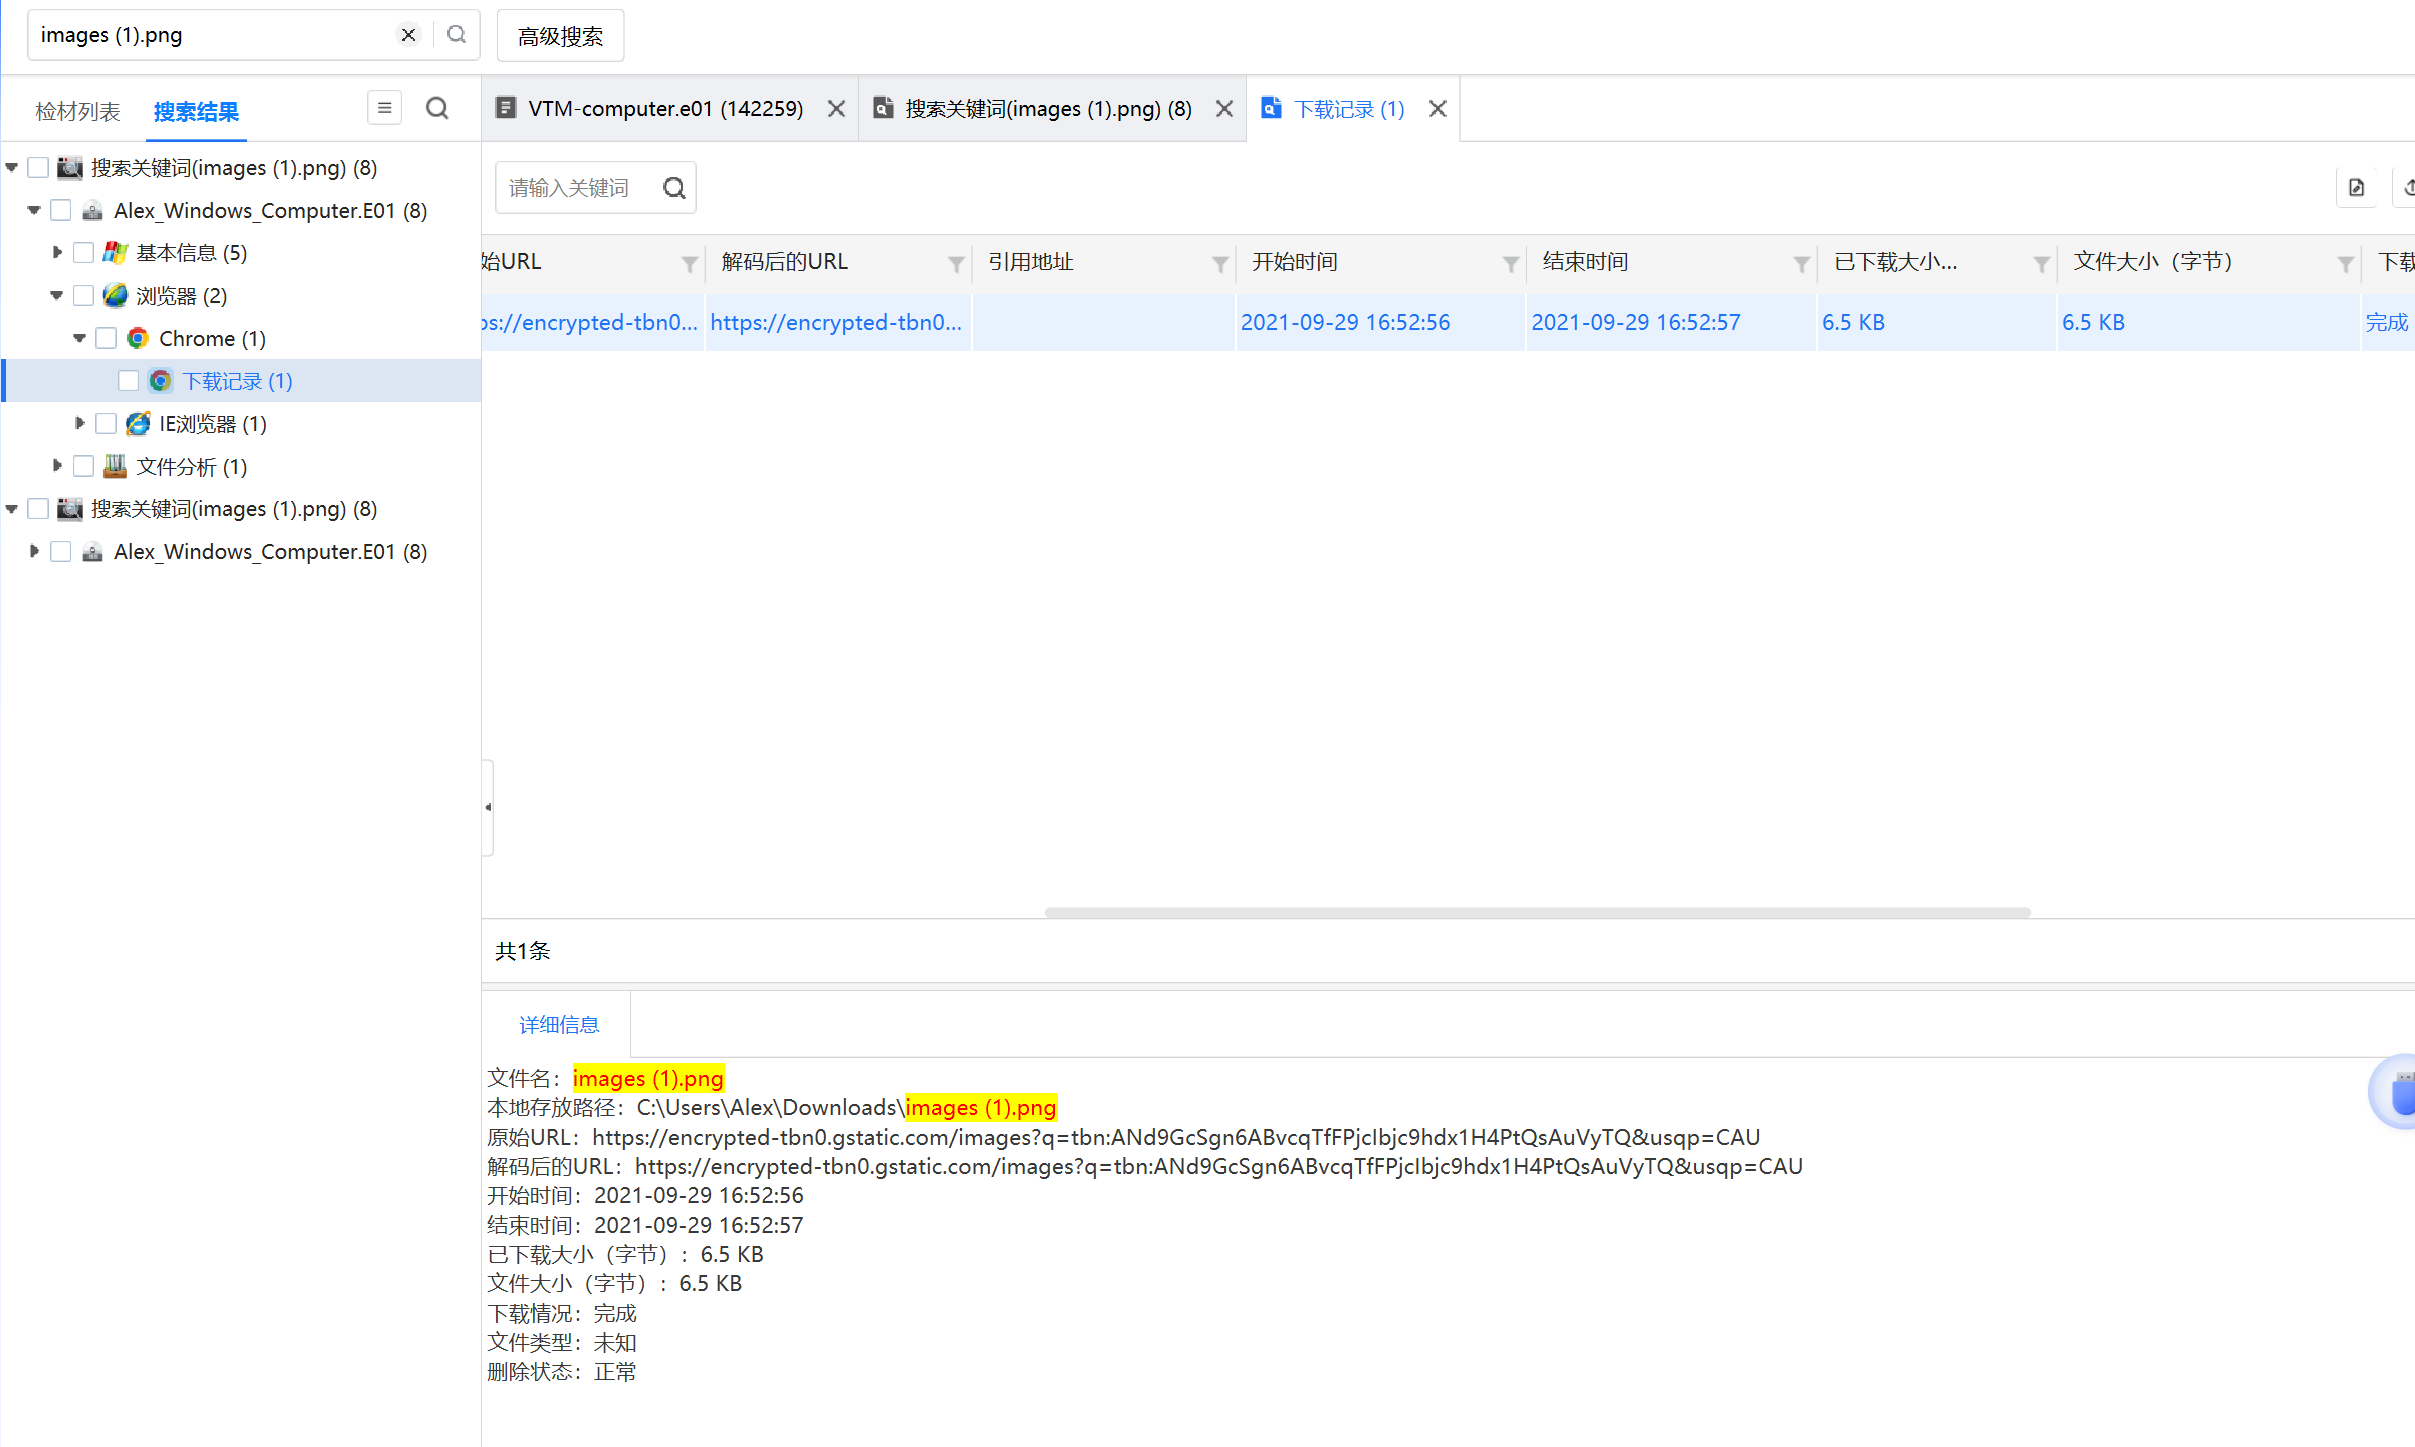 images (1).png
高级搜索
检材列表
搜索结果
VTM-computer.e01 (142259)
搜索关键词(images (1).png) (8)
下载记录 (1)
搜索关键词(images (1).png) (8)
Alex_Windows_Computer.E01 (8)
基本信息 (5)
浏览器 (2)
Chrome (1)
下载记录 (1)
IE浏览器 (1)
文件分析 (1)
搜索关键词(images (1).png) (8)
Alex_Windows_Computer.E01 (8)
请输入关键词
始URL 解码后的URL 引用地址 开始时间 结束时间 已下载大小... 文件大小（字节） 下载
ps://encrypted-tbn0... https://encrypted-tbn0... 2021-09-29 16:52:56 2021-09-29 16:52:57 6.5 KB 6.5 KB 完成
共1条
详细信息
文件名：images (1).png
本地存放路径：C:\Users\Alex\Downloads\images (1).png
原始URL：https://encrypted-tbn0.gstatic.com/images?q=tbn:ANd9GcSgn6ABvcqTfFPjcIbjc9hdx1H4PtQsAuVyTQ&usqp=CAU
解码后的URL：https://encrypted-tbn0.gstatic.com/images?q=tbn:ANd9GcSgn6ABvcqTfFPjcIbjc9hdx1H4PtQsAuVyTQ&usqp=CAU
开始时间：2021-09-29 16:52:56
结束时间：2021-09-29 16:52:57
已下载大小（字节）：6.5 KB
文件大小（字节）：6.5 KB
下载情况：完成
文件类型：未知
删除状态：正常